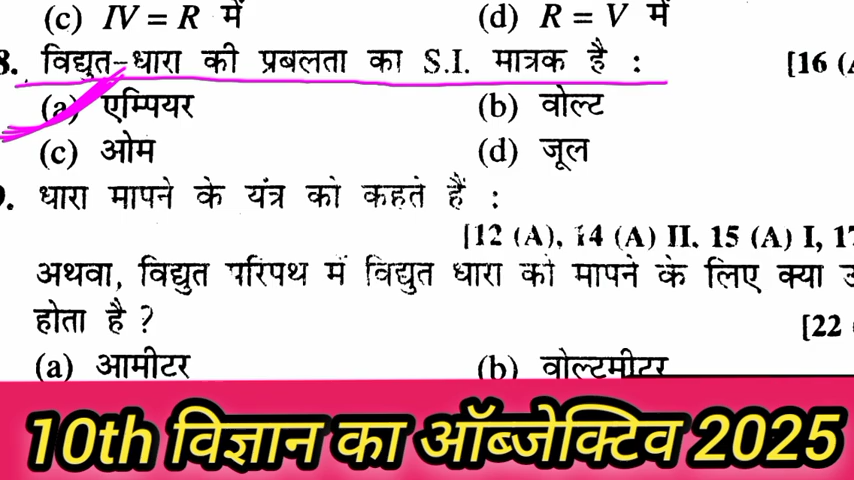 (c) IV = R में (d) R = V में
8. विद्युत-धारा की प्रबलता का S.I. मात्रक है : [16 (A
(a) एम्पियर (b) वोल्ट
(c) ओम (d) जूल
9. धारा मापने के यंत्र को कहते हैं :
[12 (A), 14 (A) II, 15 (A) I, 17
अथवा, विद्युत परिपथ में विद्युत धारा को मापने के लिए क्या
होता है ?
[22
(a) आमीटर (b) वोल्टमीटर
10th विज्ञान का ऑब्जेक्टिव 2025